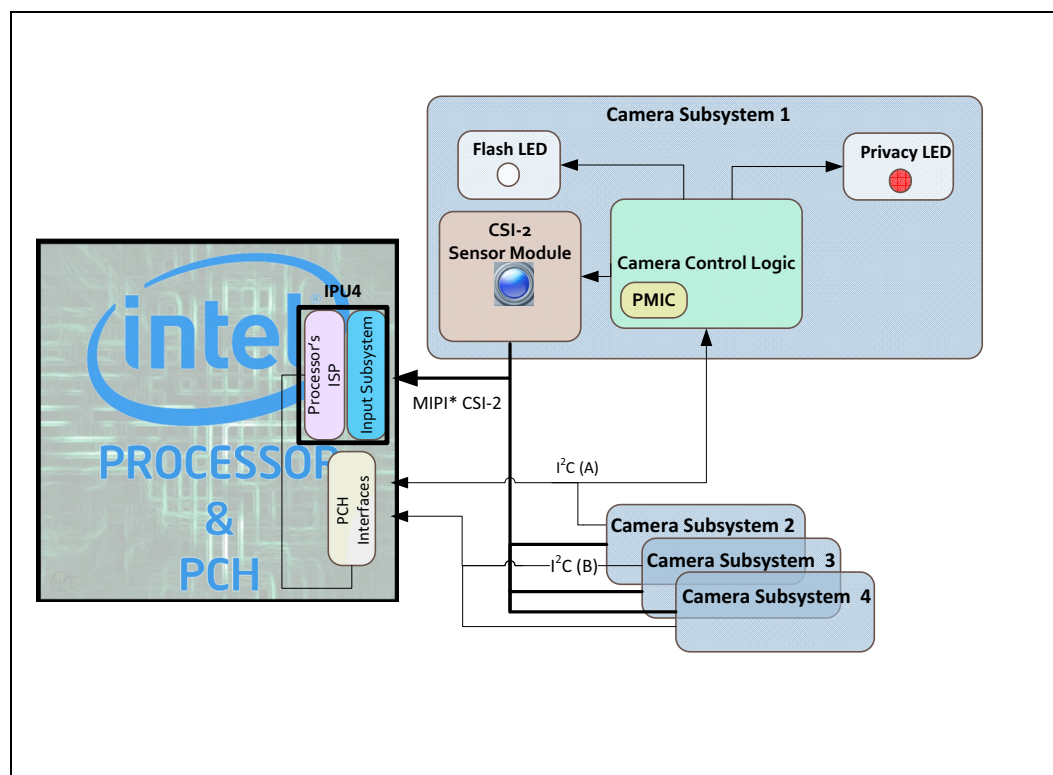 Camera Subsystem 1
Flash LED
Privacy LED
CSI-2
Sensor Module
Camera Control Logic
PMIC
IPU4
intel
®
Processor's
ISP
Input Subsystem
MIPI* CSI-2
PROCESSOR
&
PCH
PCH
Interfaces
I²C (A)
I²C (B)
Camera Subsystem 2
Camera Subsystem 3
Camera Subsystem 4